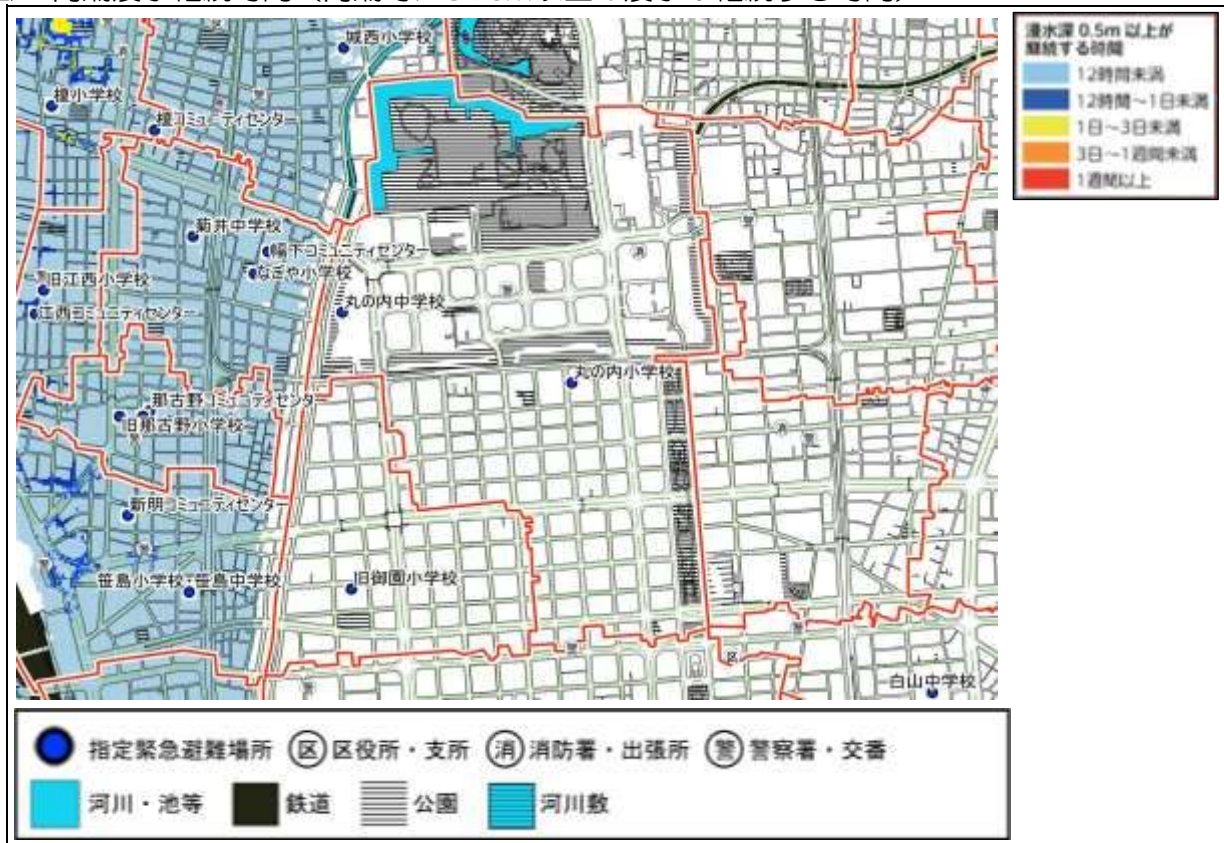 城西小学校
榎小学校
榎コミュニティセンター
菊井中学校
幅下コミュニティセンター
なごや小学校
旧江西小学校
江西コミュニティセンター
丸の内中学校
丸の内小学校
那古野コミュニティセンター
旧那古野小学校
新明コミュニティセンター
笹島小学校・笹島中学校
旧御園小学校
白山中学校
消
消
区
浸水深 0.5m 以上が
継続する時間
12時間未満
12時間～1日未満
1日～3日未満
3日～1週間未満
1週間以上
指定緊急避難場所 区 区役所・支所 消 消防署・出張所 警 警察署・交番
河川・池等 鉄道 公園 河川敷